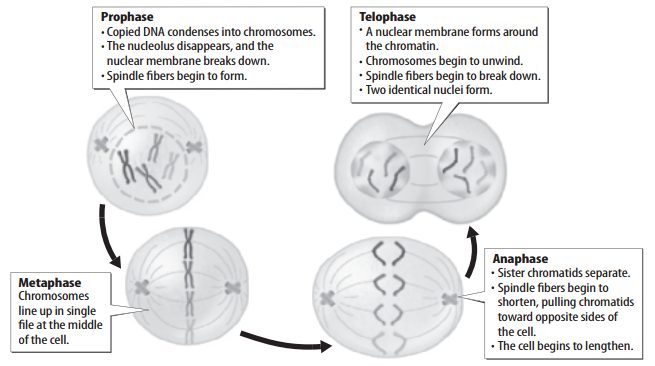 Prophase
• Copied DNA condenses into chromosomes.
• The nucleolus disappears, and the
nuclear membrane breaks down.
• Spindle fibers begin to form.
Telophase
• A nuclear membrane forms around
the chromatin.
• Chromosomes begin to unwind.
• Spindle fibers begin to break down.
• Two identical nuclei form.
Metaphase
Chromosomes
line up in single
file at the middle
of the cell.
Anaphase
• Sister chromatids separate.
• Spindle fibers begin to
shorten, pulling chromatids
toward opposite sides of
the cell.
• The cell begins to lengthen.